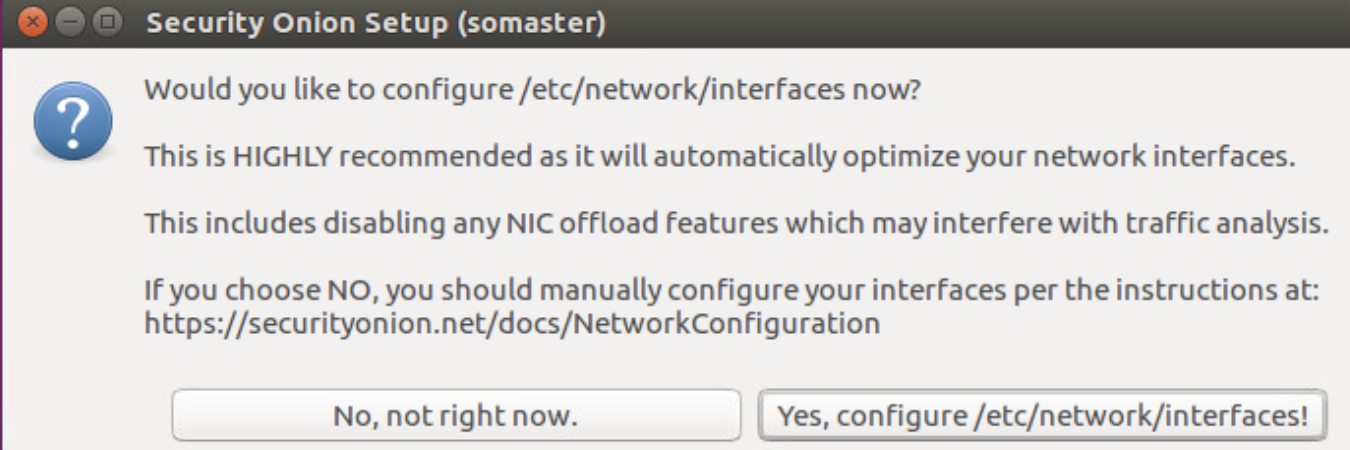 Security Onion Setup (somaster)
Would you like to configure /etc/network/interfaces now?
This is HIGHLY recommended as it will automatically optimize your network interfaces.
This includes disabling any NIC offload features which may interfere with traffic analysis.
If you choose NO, you should manually configure your interfaces per the instructions at:
https://securityonion.net/docs/NetworkConfiguration
No, not right now.
Yes, configure /etc/network/interfaces!